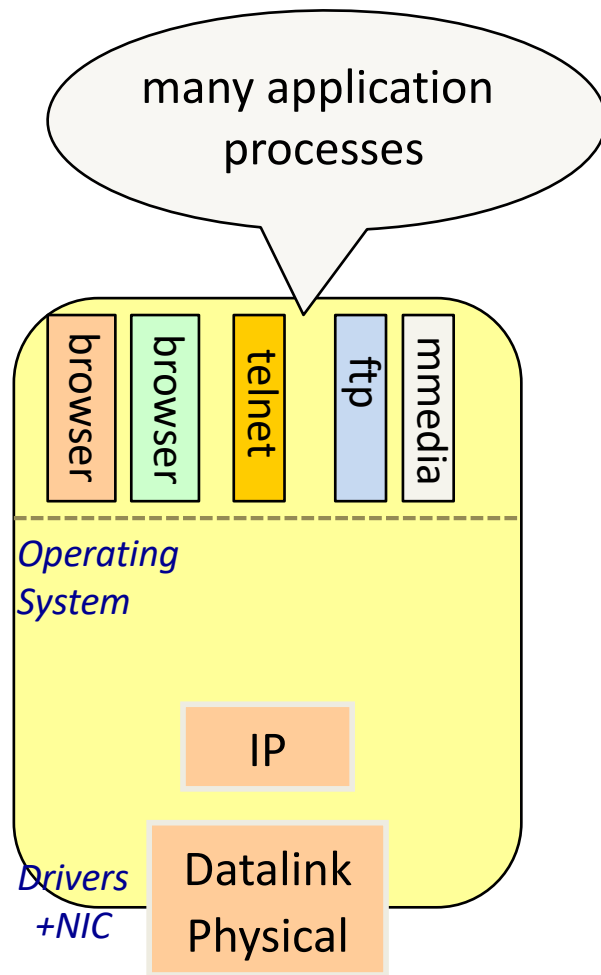 many application
processes
browser
browser
telnet
ftp
mmedia
Operating
System
IP
Datalink
Physical
Drivers
+NIC